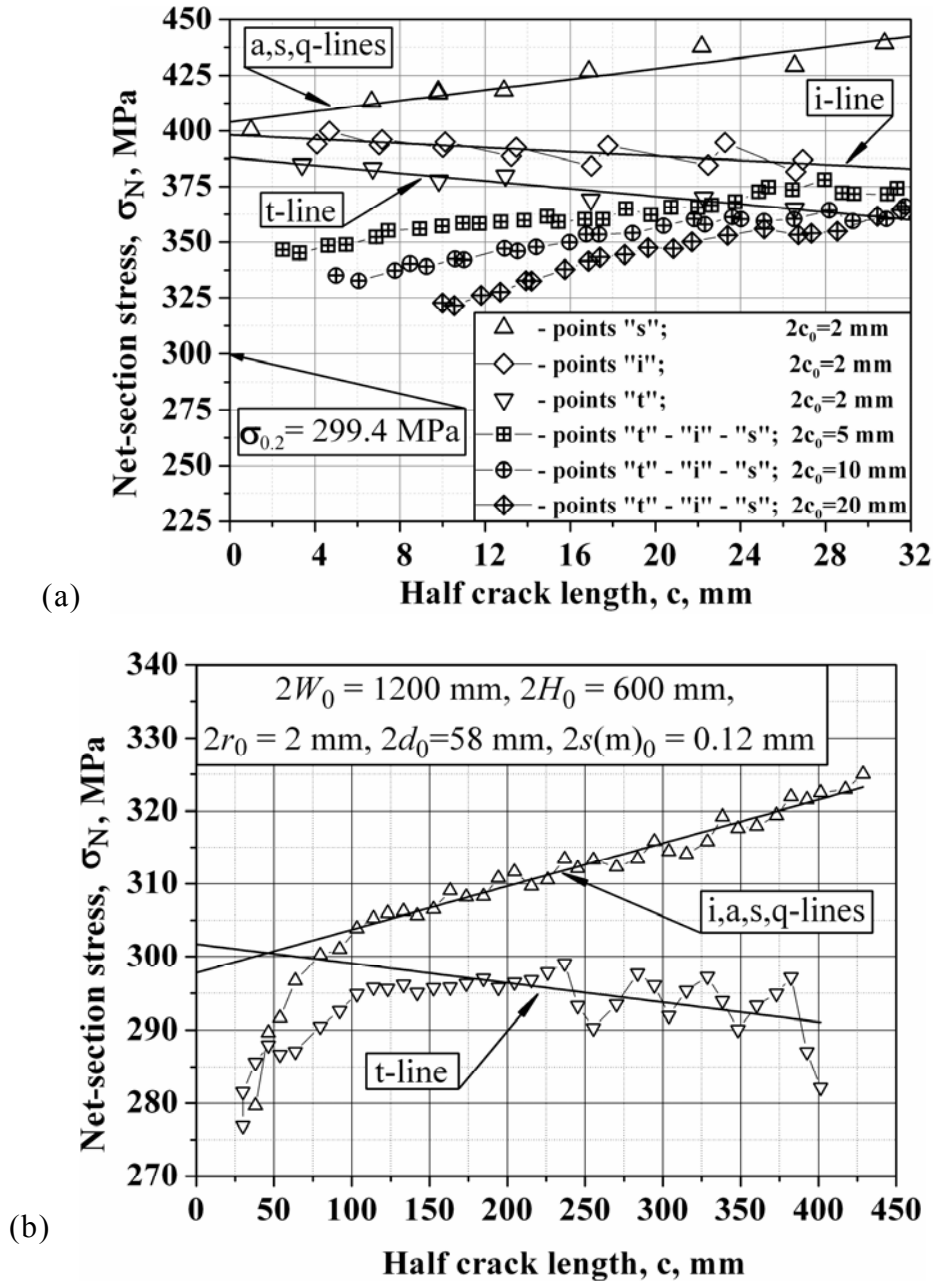 450
425
400
375
350
325
300
275
250
225
Net-section stress, σN, MPa
a,s,q-lines
i-line
t-line
σ0.2= 299.4 MPa
△ - points "s"; 2c0=2 mm
◇ - points "i"; 2c0=2 mm
▽ - points "t"; 2c0=2 mm
⊞ - points "t" - "i" - "s"; 2c0=5 mm
⊕ - points "t" - "i" - "s"; 2c0=10 mm
- points "t" - "i" - "s"; 2c0=20 mm
0 4 8 12 16 20 24 28 32
Half crack length, c, mm
(a)
340
330
320
310
300
290
280
270
Net-section stress, σN, MPa
2W0 = 1200 mm, 2H0 = 600 mm,
2r0 = 2 mm, 2d0=58 mm, 2s(m)0 = 0.12 mm
i,a,s,q-lines
t-line
0 50 100 150 200 250 300 350 400 450
Half crack length, c, mm
(b)